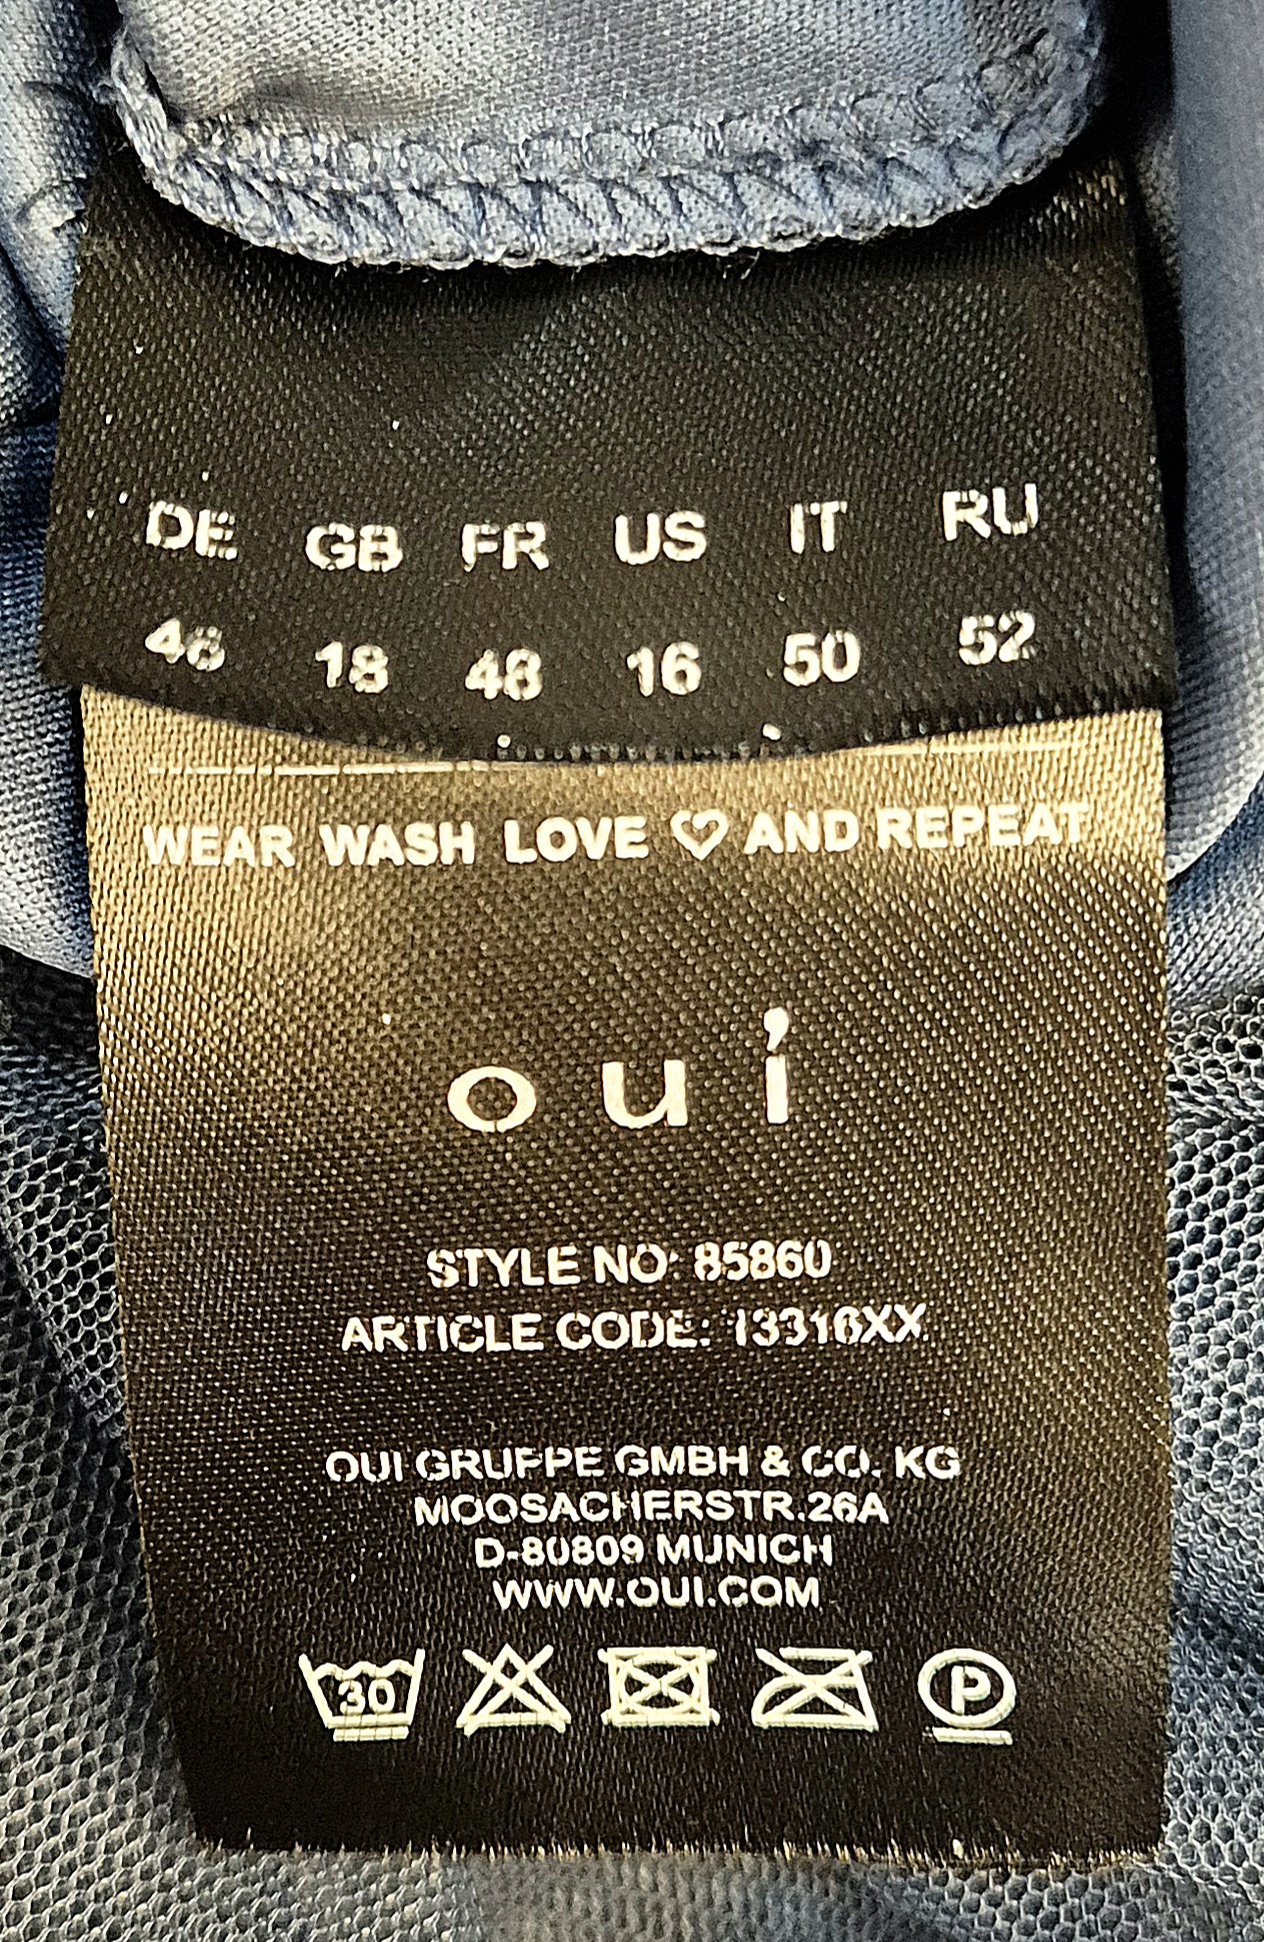 DE GB FR US IT RU
46 18 48 16 50 52
WEAR WASH LOVE ♡ AND REPEAT
oui
STYLE NO: 85860
ARTICLE CODE: 13316XX
OUI GRUPPE GMBH & CO. KG
MOOSACHERSTR.26A
D-80809 MUNICH
WWW.OUI.COM
30 P